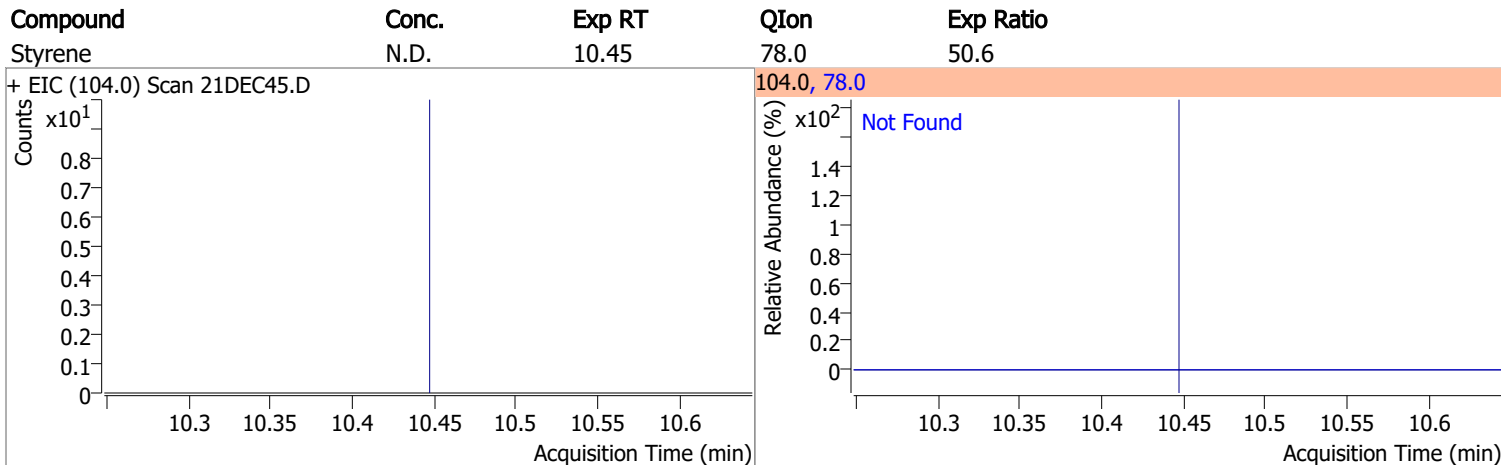 Compound Conc. Exp RT QIon Exp Ratio
Styrene N.D. 10.45 78.0 50.6
+ EIC (104.0) Scan 21DEC45.D
Counts
x10¹
0.8
0.7
0.6
0.5
0.4
0.3
0.2
0.1
0
10.3 10.35 10.4 10.45 10.5 10.55 10.6
Acquisition Time (min)
104.0, 78.0
Relative Abundance (%)
x10²
Not Found
1.4
1.2
1
0.8
0.6
0.4
0.2
0
10.3 10.35 10.4 10.45 10.5 10.55 10.6
Acquisition Time (min)